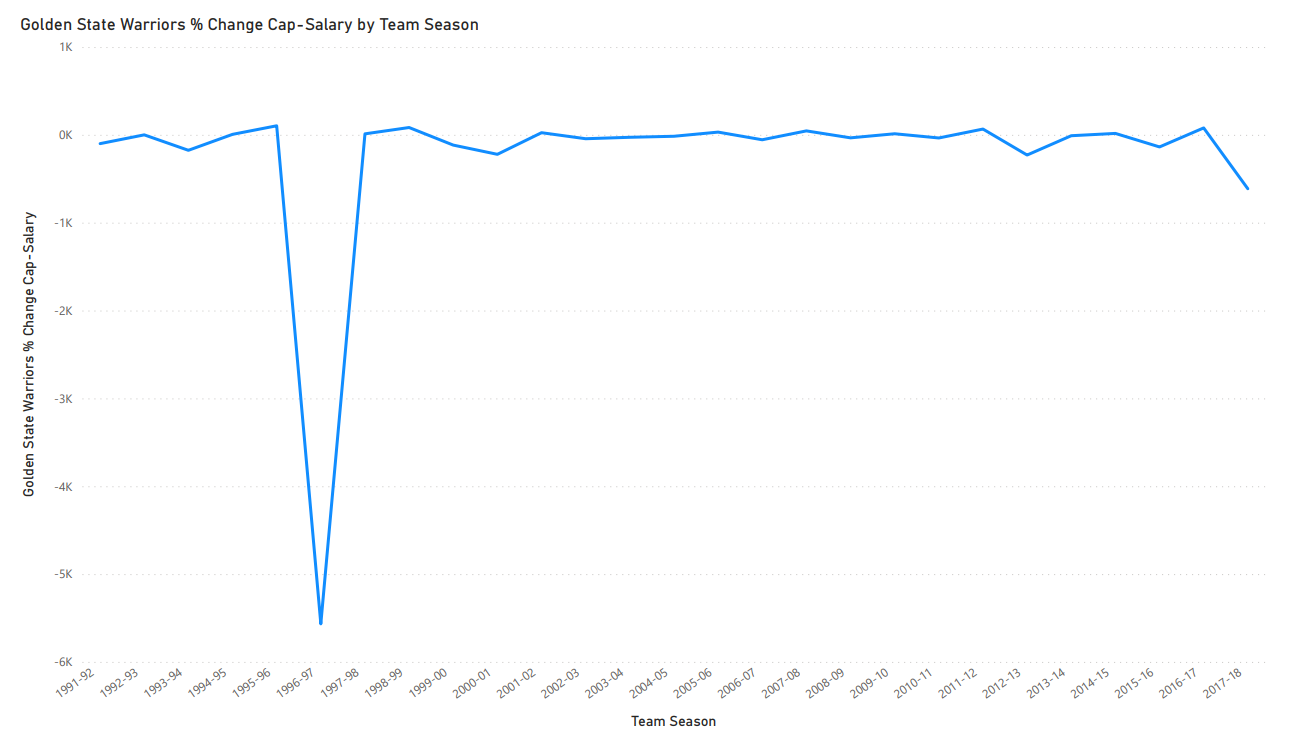 Golden State Warriors % Change Cap-Salary by Team Season
1K
0K
-1K
-2K
-3K
-4K
-5K
-6K
Golden State Warriors % Change Cap-Salary
1991-92
1992-93
1993-94
1994-95
1995-96
1996-97
1997-98
1998-99
1999-00
2000-01
2001-02
2002-03
2003-04
2004-05
2005-06
2006-07
2007-08
2008-09
2009-10
2010-11
2011-12
2012-13
2013-14
2014-15
2015-16
2016-17
2017-18
Team Season